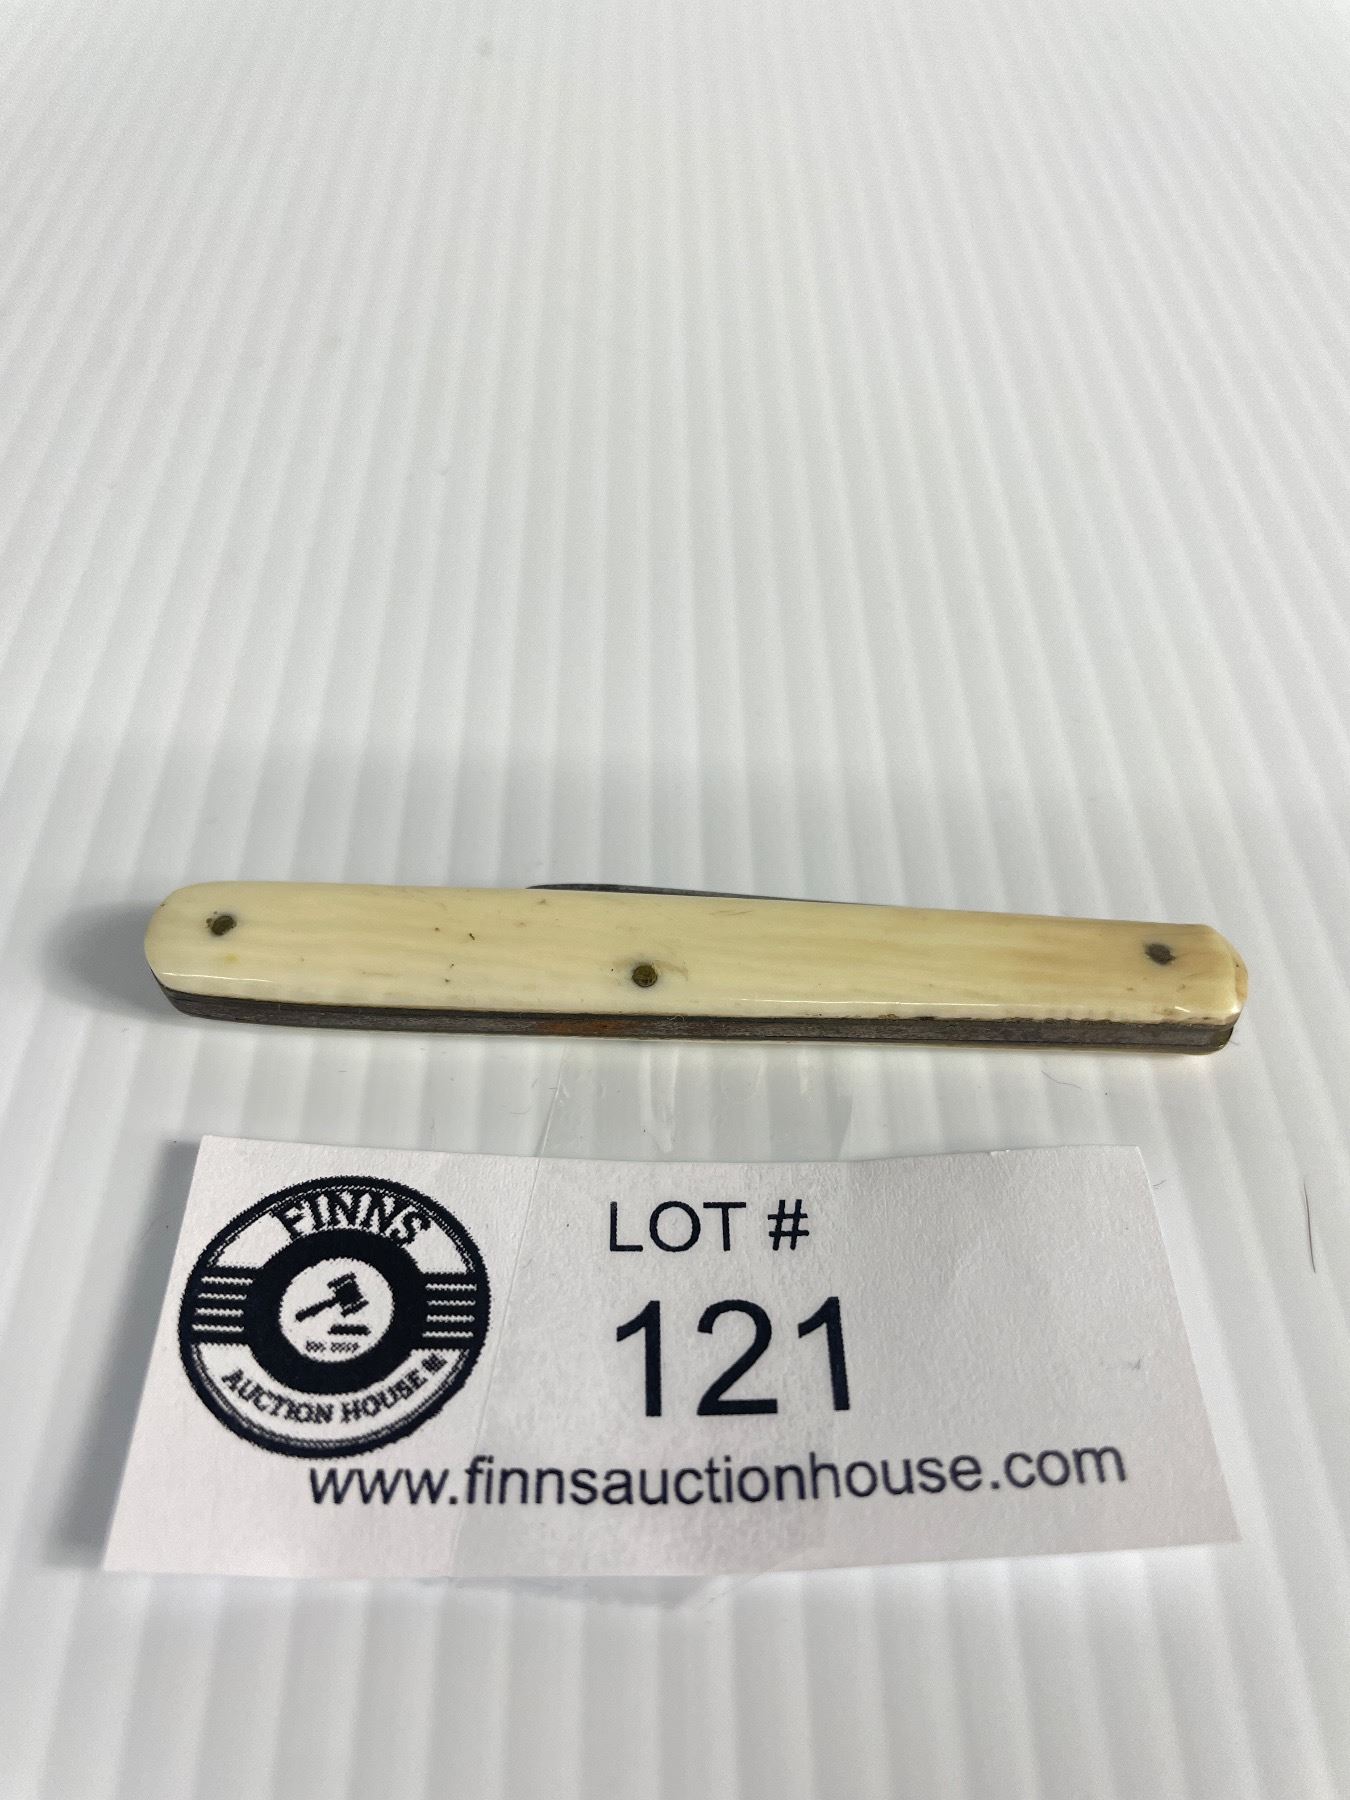 FINNS
AUCTION HOUSE
LOT #
121
www.finnsauctionhouse.com